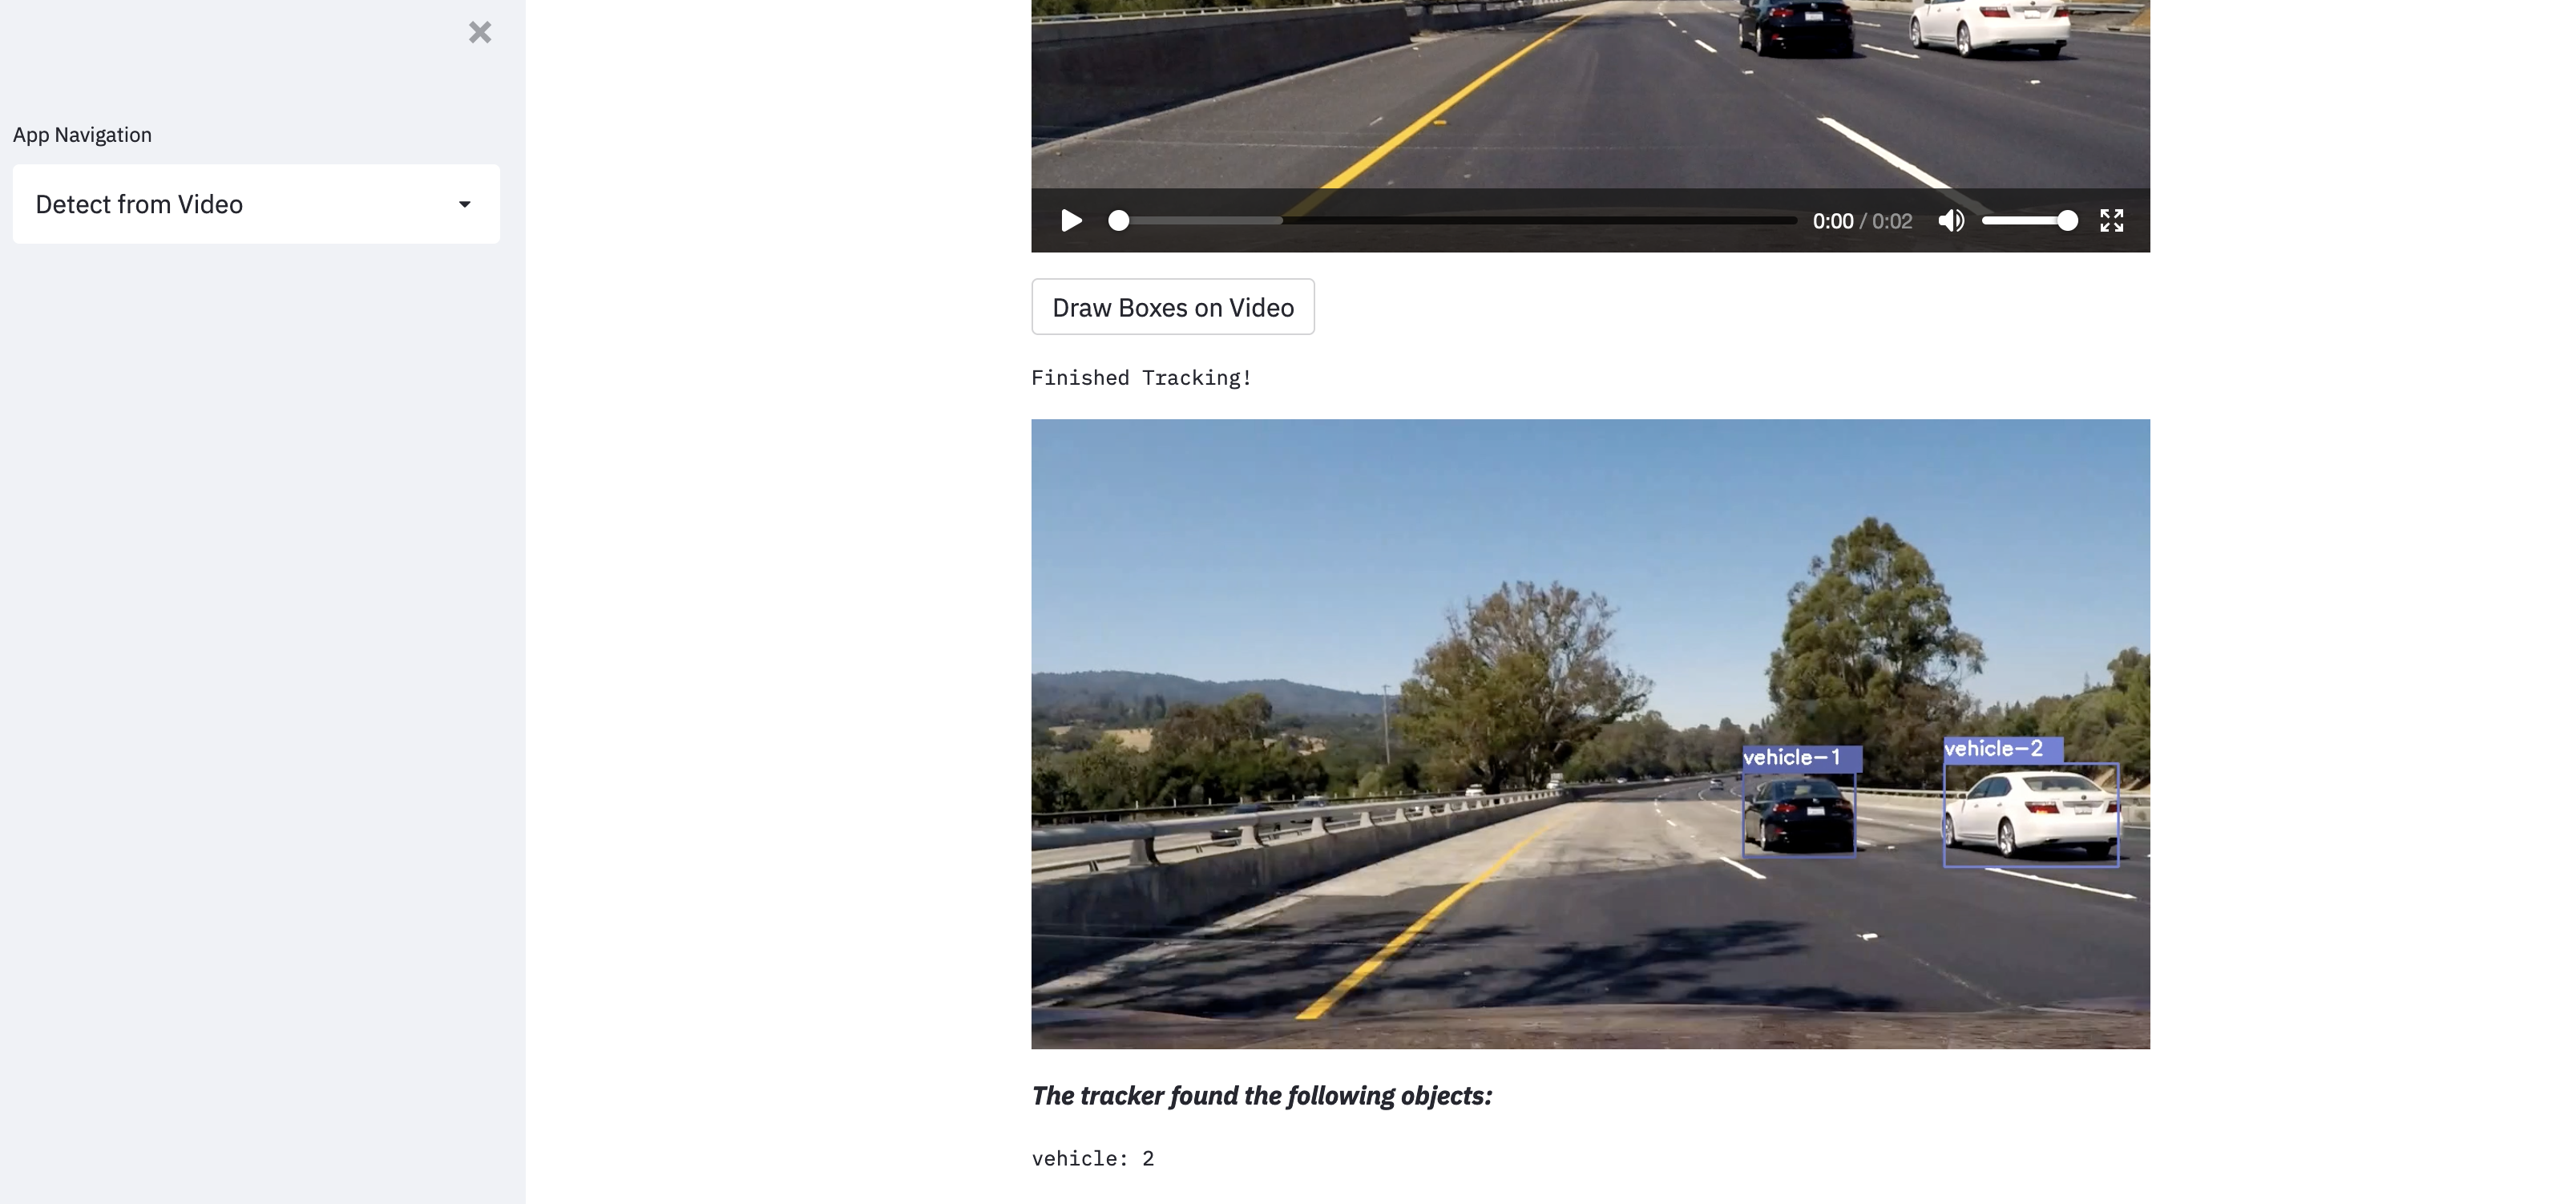 App Navigation
Detect from Video
0:00 / 0:02
Draw Boxes on Video
Finished Tracking!
vehicle-1
vehicle-2
The tracker found the following objects:
vehicle: 2